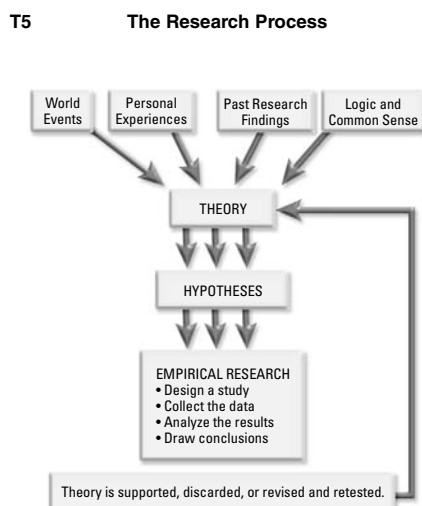 T5 The Research Process
World
Events
Personal
Experiences
Past Research
Findings
Logic and
Common Sense
THEORY
HYPOTHESES
EMPIRICAL RESEARCH
• Design a study
• Collect the data
• Analyze the results
• Draw conclusions
Theory is supported, discarded, or revised and retested.